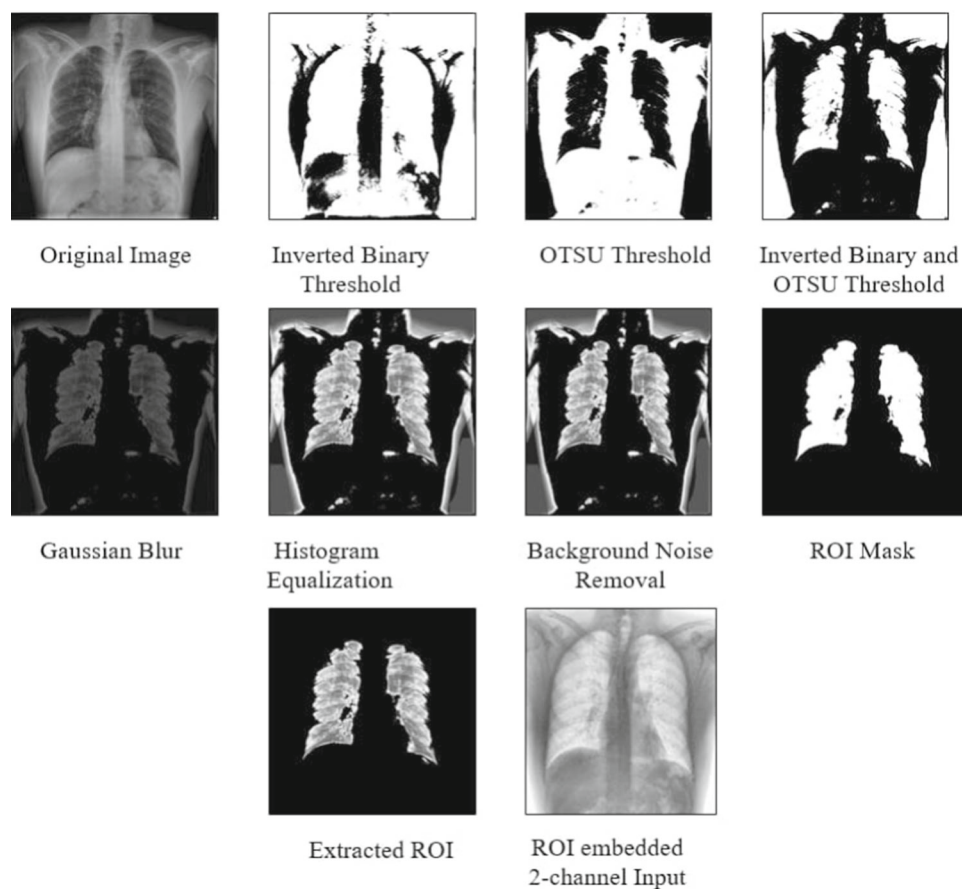 Original Image
Inverted Binary
Threshold
OTSU Threshold
Inverted Binary and
OTSU Threshold
Gaussian Blur
Histogram
Equalization
Background Noise
Removal
ROI Mask
Extracted ROI
ROI embedded
2-channel Input